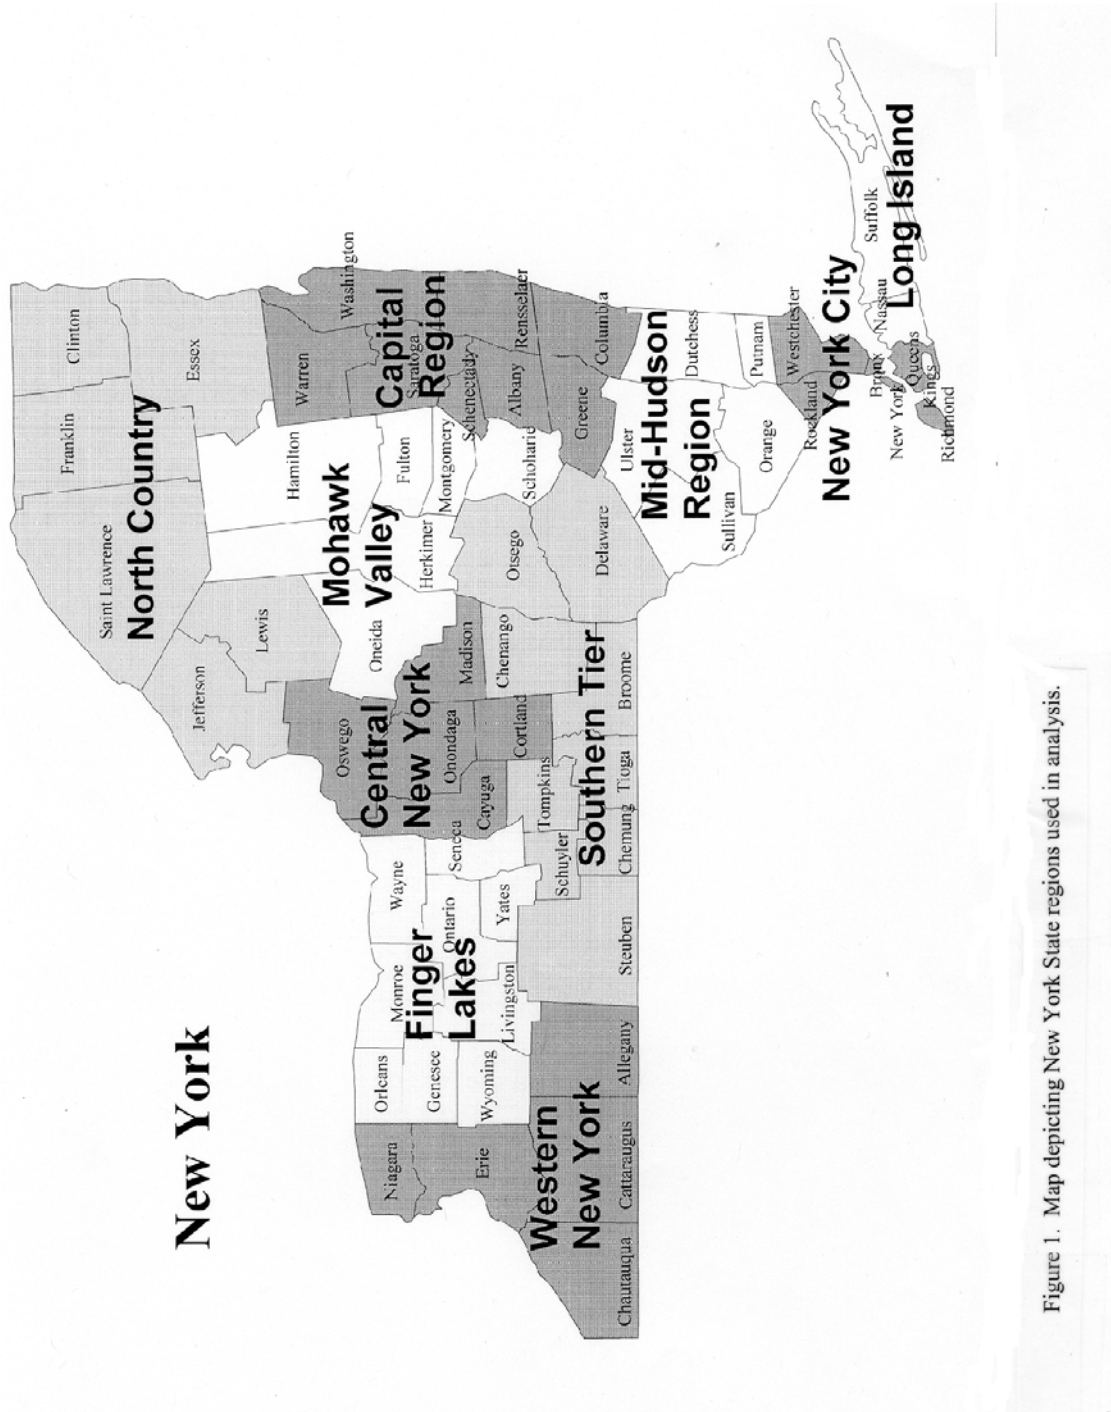 New York
Clinton
Franklin
Saint Lawrence
North Country
Essex
Jefferson
Lewis
Hamilton
Warren
Washington
Mohawk
Valley
Oneida
Herkimer
Fulton
Montgomery
Schoharie
Otsego
Capital
Region
Saratoga
Schenectady
Rensselaer
Albany
Greene
Columbia
Oswego
Central
New York
Onondaga
Madison
Cayuga
Cortland
Chenango
Delaware
Southern Tier
Broome
Tioga
Tompkins
Chemung
Schuyler
Steuben
Wayne
Seneca
Ontario
Yates
Monroe
Finger
Lakes
Livingston
Orleans
Genesee
Wyoming
Niagara
Erie
Western
New York
Allegany
Cattaraugus
Chautauqua
Mid-Hudson
Region
Ulster
Dutchess
Sullivan
Orange
Putnam
Westchester
Rockland
New York City
Bronx
New York
Queens
Kings
Richmond
Nassau
Suffolk
Long Island
Figure 1. Map depicting New York State regions used in analysis.